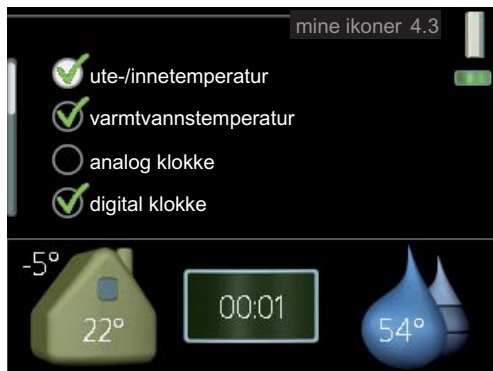 mine ikoner 4.3
ute-/innetemperatur
varmtvannstemperatur
analog klokke
digital klokke
-5°
22°
00:01
54°